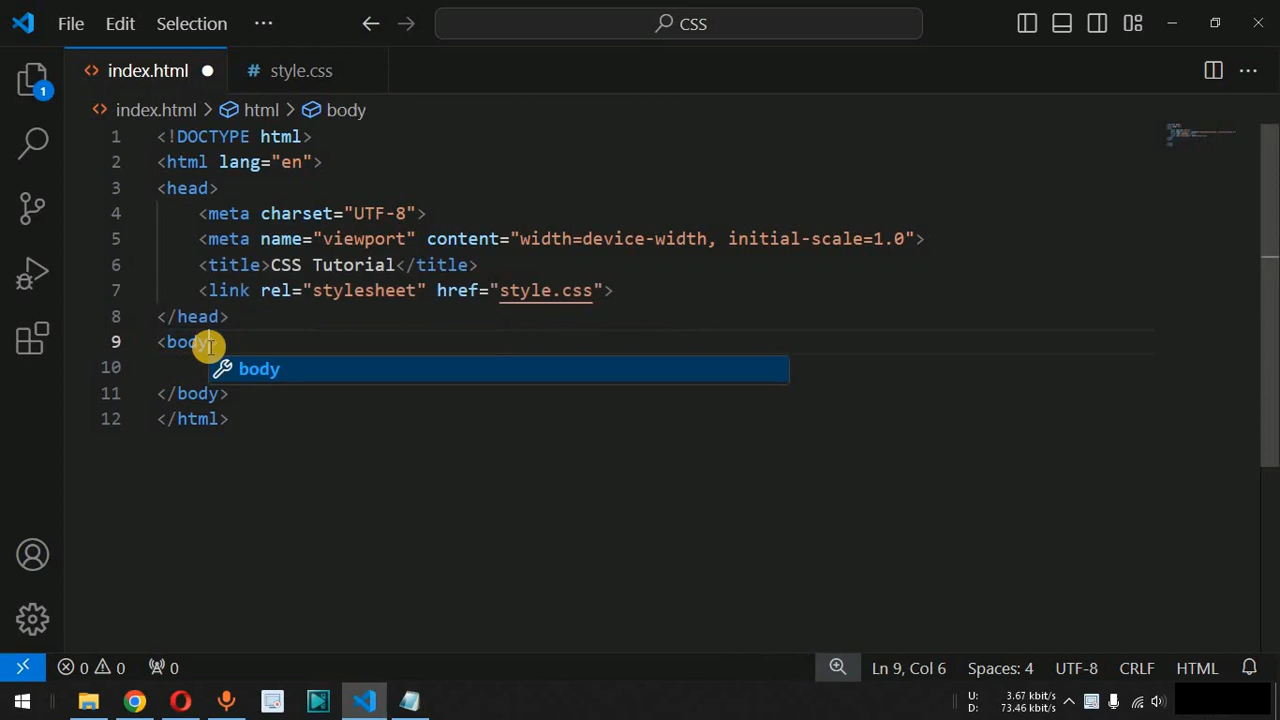 File Edit Selection ··· CSS
index.html style.css ···
index.html > html > body
1 <!DOCTYPE html>
2 <html lang="en">
3 <head>
4 <meta charset="UTF-8">
5 <meta name="viewport" content="width=device-width, initial-scale=1.0">
6 <title>CSS Tutorial</title>
7 <link rel="stylesheet" href="style.css">
8 </head>
9 <body>
10
body
11 </body>
12 </html>
1
0 0 0 Ln 9, Col 6 Spaces: 4 UTF-8 CRLF HTML
U: 3.67 kbit/s
D: 73.46 kbit/s